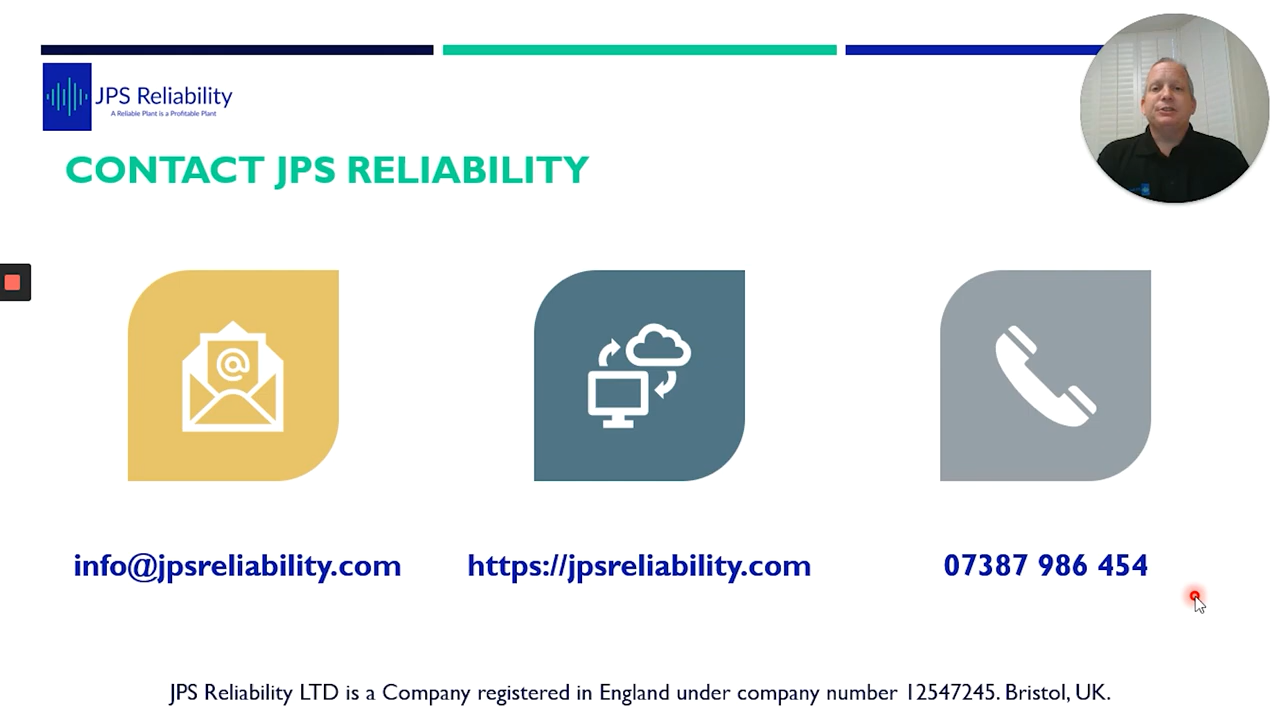 JPS Reliability
A Reliable Plant is a Profitable Plant
CONTACT JPS RELIABILITY
@
info@jpsreliability.com
https://jpsreliability.com
07387 986 454
JPS Reliability LTD is a Company registered in England under company number 12547245. Bristol, UK.